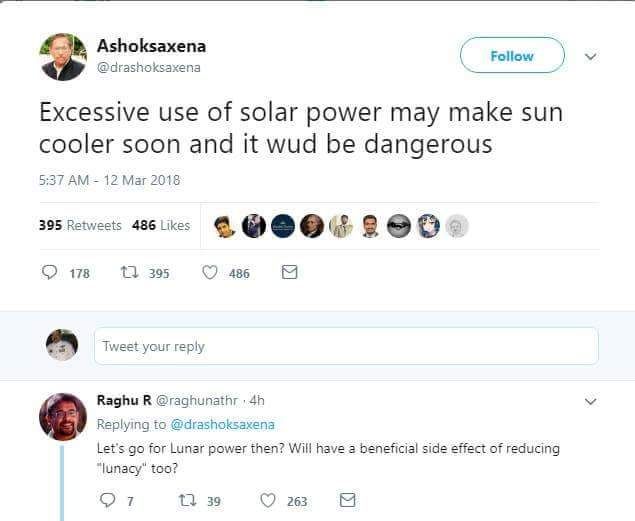 Ashoksaxena
@drashoksaxena
Follow
Excessive use of solar power may make sun
cooler soon and it wud be dangerous
5:37 AM - 12 Mar 2018
395 Retweets 486 Likes
178 395 486
Tweet your reply
Raghu R @raghunathr · 4h
Replying to @drashoksaxena
Let's go for Lunar power then? Will have a beneficial side effect of reducing
"lunacy" too?
7 39 263